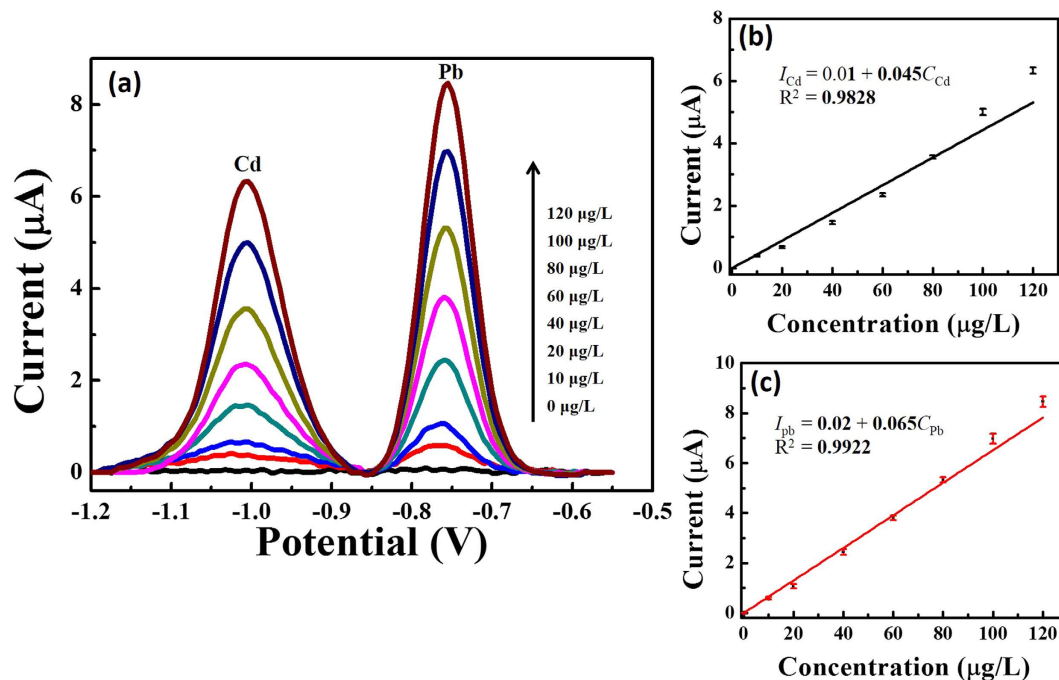 (a)
Cd
Pb
120 µg/L
100 µg/L
80 µg/L
60 µg/L
40 µg/L
20 µg/L
10 µg/L
0 µg/L
8
6
4
2
0
Current (µA)
-1.2 -1.1 -1.0 -0.9 -0.8 -0.7 -0.6 -0.5
Potential (V)
(b)
I_Cd = 0.01 + 0.045C_Cd
R² = 0.9828
8
6
4
2
0
Current (µA)
0 20 40 60 80 100 120
Concentration (µg/L)
(c)
I_pb = 0.02 + 0.065C_Pb
R² = 0.9922
10
8
6
4
2
0
Current (µA)
0 20 40 60 80 100 120
Concentration (µg/L)